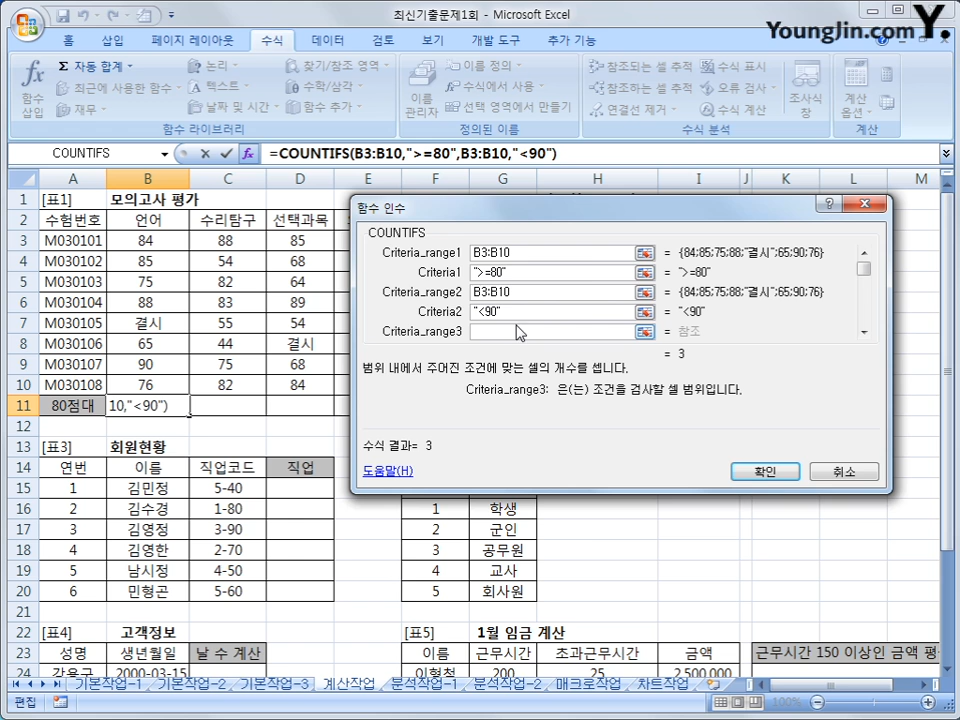 최신기출문제1회 - Microsoft Excel
Younglin.com Y.
홈 삽입 페이지 레이아웃 수식 데이터 검토 보기 개발 도구 추가 기능
함수 삽입
Σ 자동 합계
최근에 사용한 함수
재무
논리
텍스트
날짜 및 시간
찾기/참조 영역
수학/삼각
함수 추가
함수 라이브러리
이름 관리자
이름 정의
수식에서 사용
선택 영역에서 만들기
정의된 이름
참조되는 셀 추적
참조하는 셀 추적
연결선 제거
수식 표시
오류 검사
수식 계산
조사식 창
수식 분석
계산 옵션
계산
COUNTIFS fx =COUNTIFS(B3:B10,">=80",B3:B10,"<90")
A B C D E F G H I J K L M
1 [표1] 모의고사 평가
2 수험번호 언어 수리탐구 선택과목
3 M030101 84 88 85
4 M030102 85 54 68
5 M030103 75 82 64
6 M030104 88 83 89
7 M030105 결시 55 54
8 M030106 65 44 결시
9 M030107 90 75 68
10 M030108 76 82 84
11 80점대 10,"<90")
12
13 [표3] 회원현황
14 연번 이름 직업코드 직업
15 1 김민정 5-40
16 2 김수경 1-80 1 학생
17 3 김영정 3-90 2 군인
18 4 김영한 2-70 3 공무원
19 5 남시정 4-50 4 교사
20 6 민형곤 5-60 5 회사원
21
22 [표4] 고객정보 [표5] 1월 임금 계산
23 성명 생년월일 날 수 계산 이름 근무시간 초과근무시간 금액 근무시간 150 이상인 금액 평
24 강용구 2000-03-15 이형철 200 25 2,500,000
함수 인수
COUNTIFS
Criteria_range1 B3:B10 = {84;85;75;88;"결시";65;90;76}
Criteria1 ">=80" = ">=80"
Criteria_range2 B3:B10 = {84;85;75;88;"결시";65;90;76}
Criteria2 "<90" = "<90"
Criteria_range3 = 참조
= 3
범위 내에서 주어진 조건에 맞는 셀의 개수를 셉니다.
Criteria_range3: 은(는) 조건을 검사할 셀 범위입니다.
수식 결과= 3
도움말(H) 확인 취소
기본작업-1 기본작업-2 기본작업-3 계산작업 분석작업-1 분석작업-2 매크로작업 차트작업
편집 100%